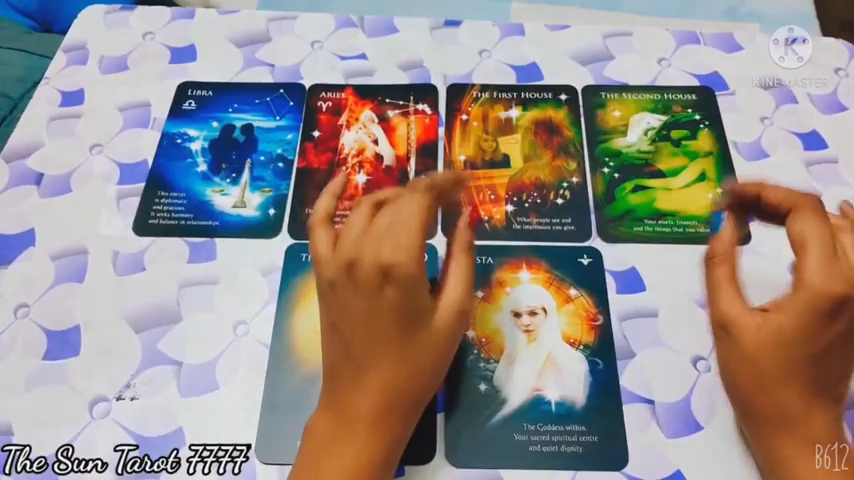 KINEMASTER
LIBRA
ARIES
THE FIRST HOUSE
THE SECOND HOUSE
This energy
is diplomatic
and gracious.
It seeks harmony
and balance in relationships.
What people see and
the impression you give.
Your assets, finances,
and the things that you value
The Goddess within.
Your sacred spiritual centre
and quiet dignity.
The Sun Tarot 7777
B612